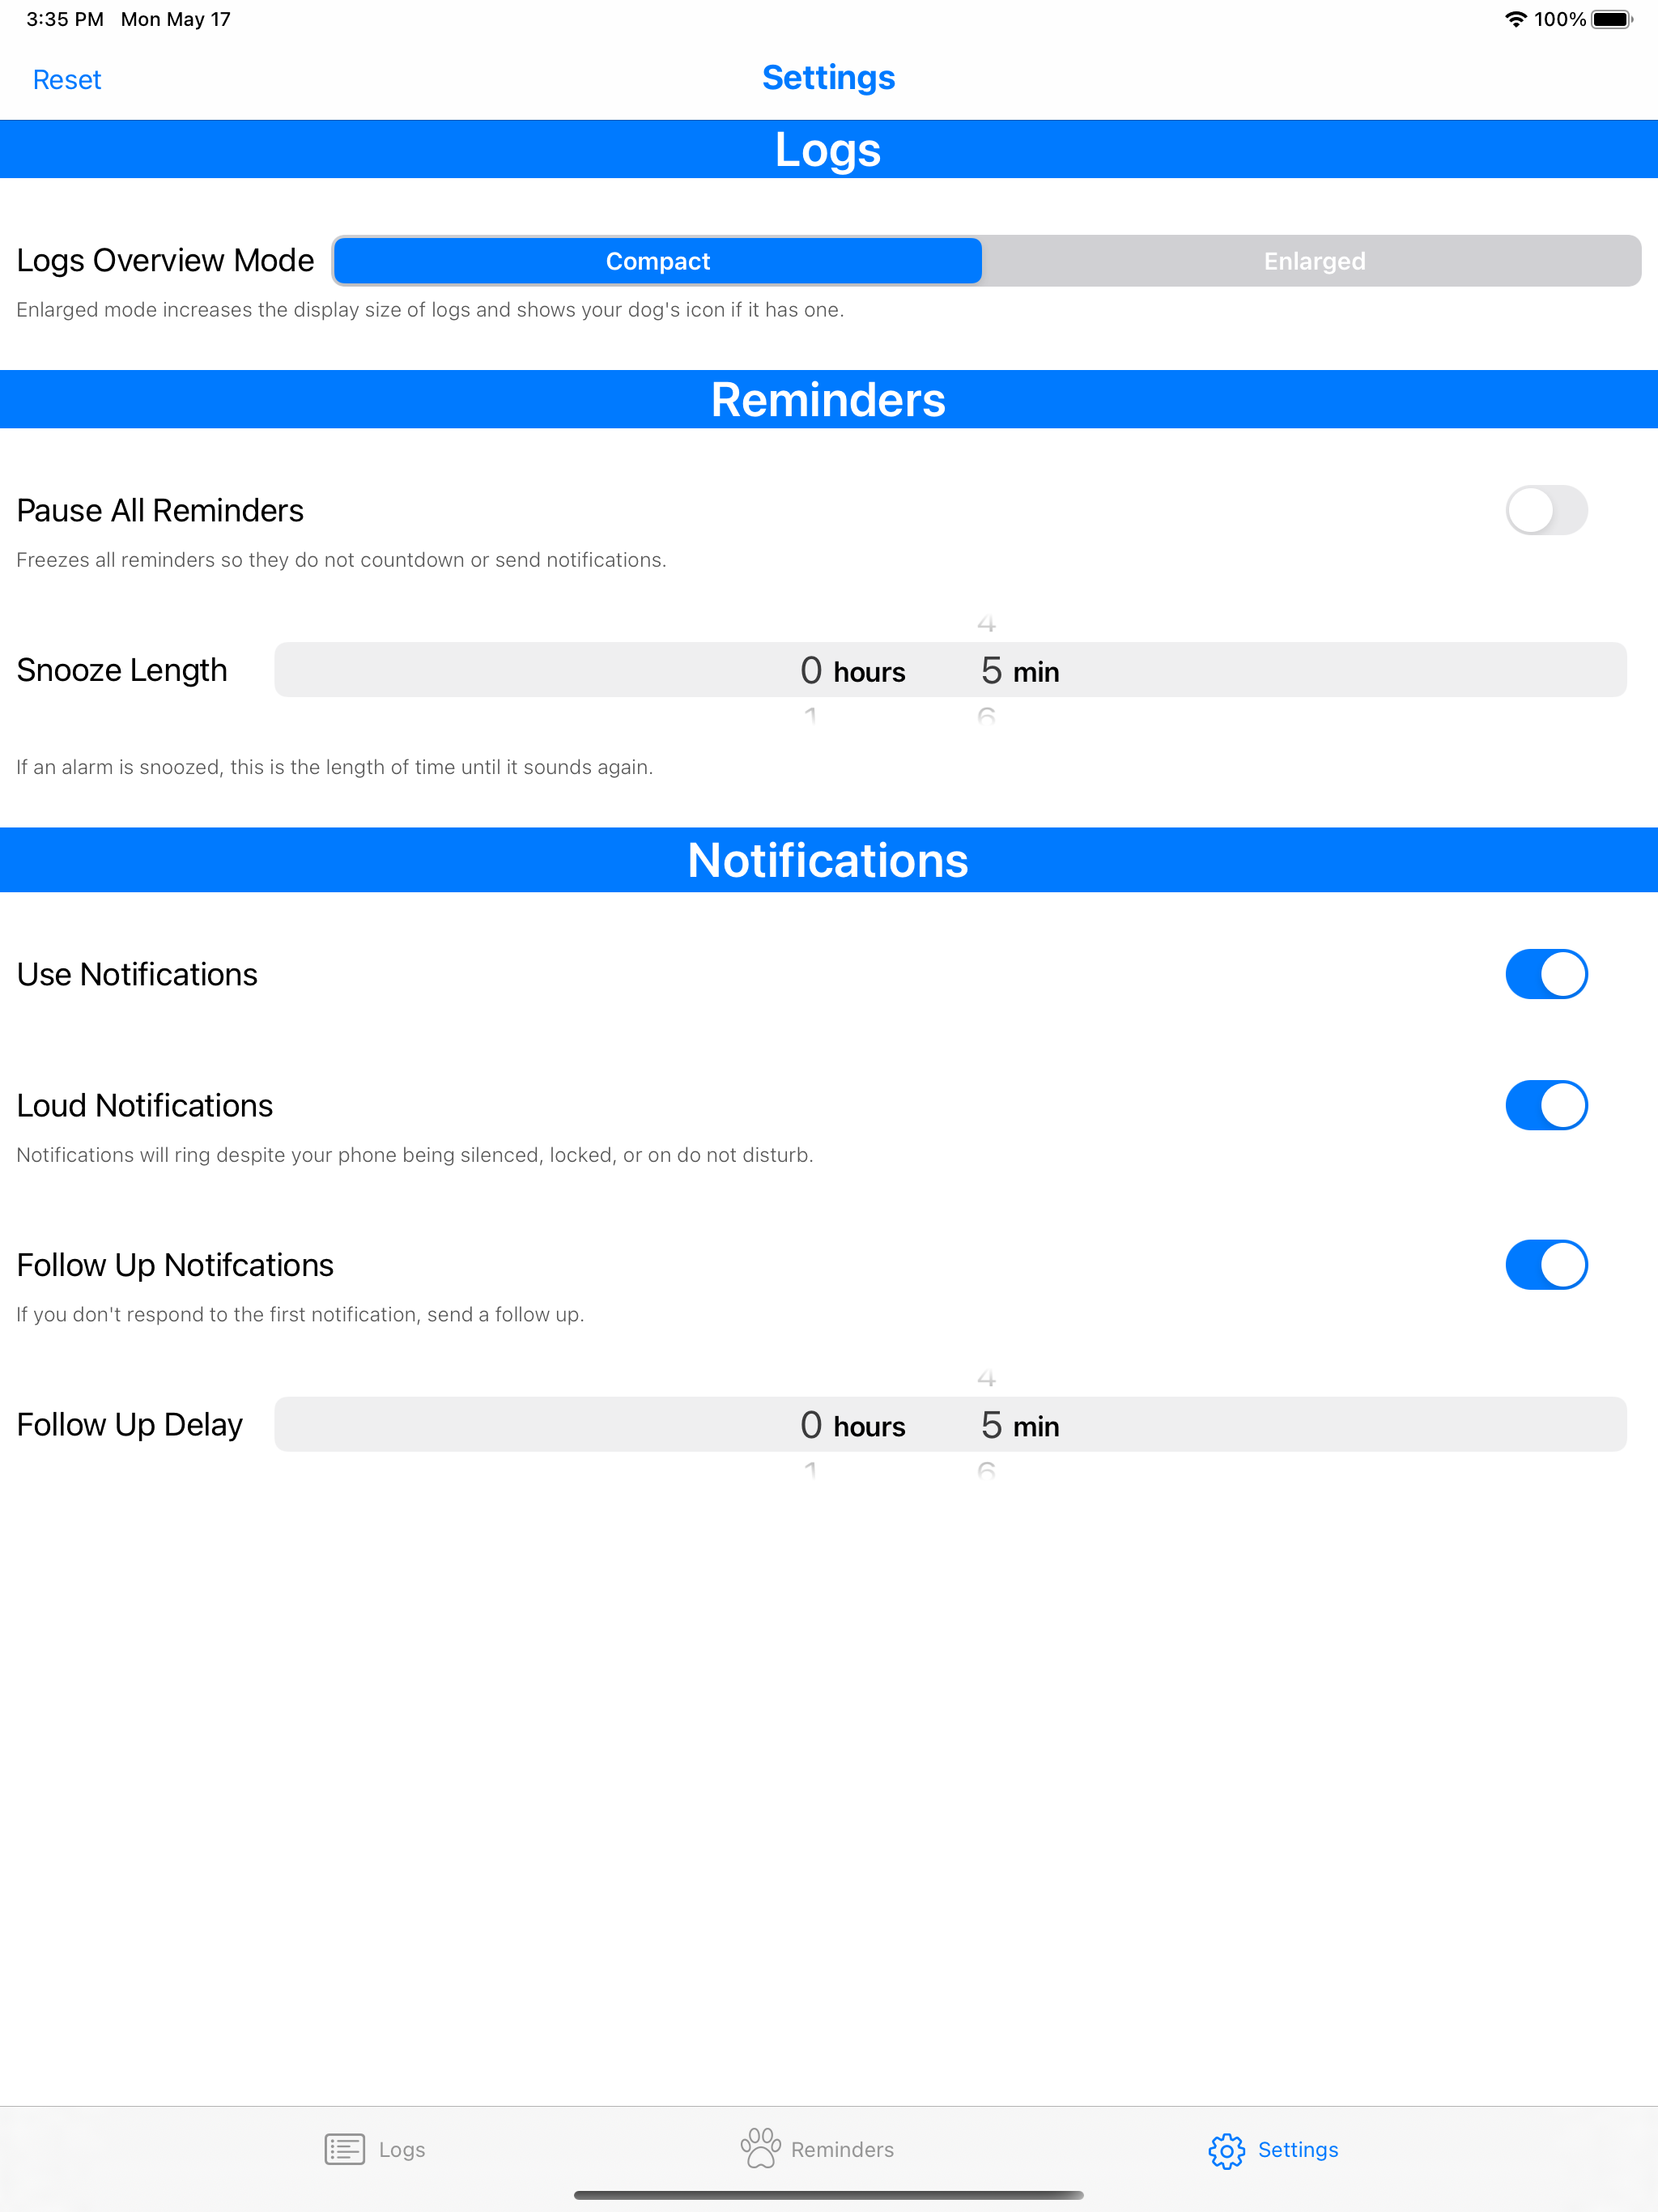 3:35 PM Mon May 17 100%
Reset Settings
Logs
Logs Overview Mode Compact Enlarged
Enlarged mode increases the display size of logs and shows your dog's icon if it has one.
Reminders
Pause All Reminders
Freezes all reminders so they do not countdown or send notifications.
4
Snooze Length 0 hours 5 min
1 6
If an alarm is snoozed, this is the length of time until it sounds again.
Notifications
Use Notifications
Loud Notifications
Notifications will ring despite your phone being silenced, locked, or on do not disturb.
Follow Up Notifcations
If you don't respond to the first notification, send a follow up.
4
Follow Up Delay 0 hours 5 min
1 6
Logs Reminders Settings